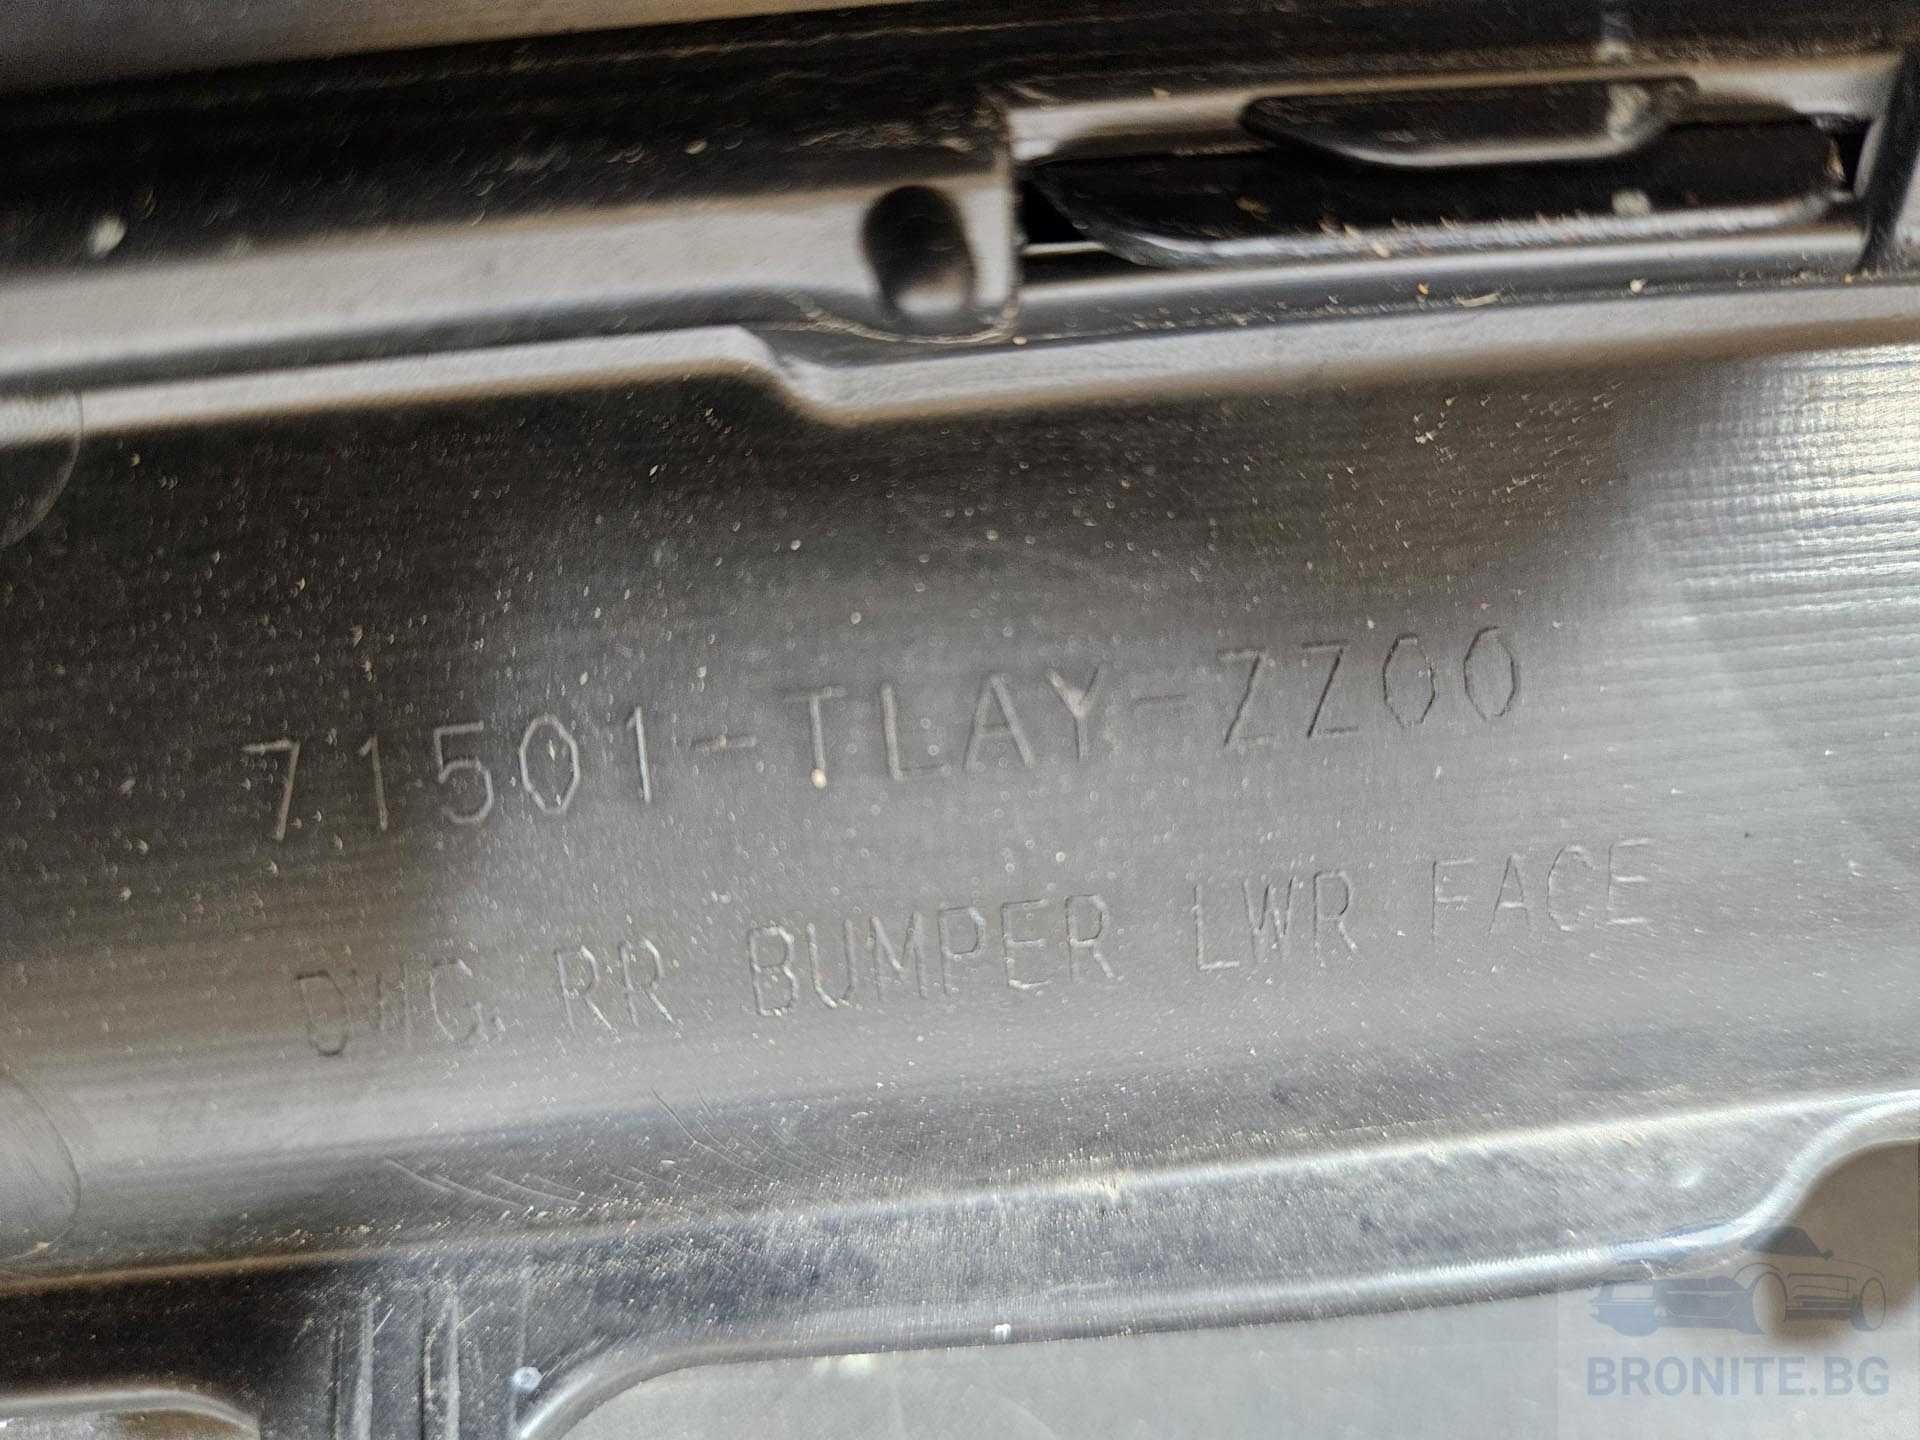 71501-TLAY-ZZ00
DWG. RR BUMPER LWR FACE
BRONITE.BG